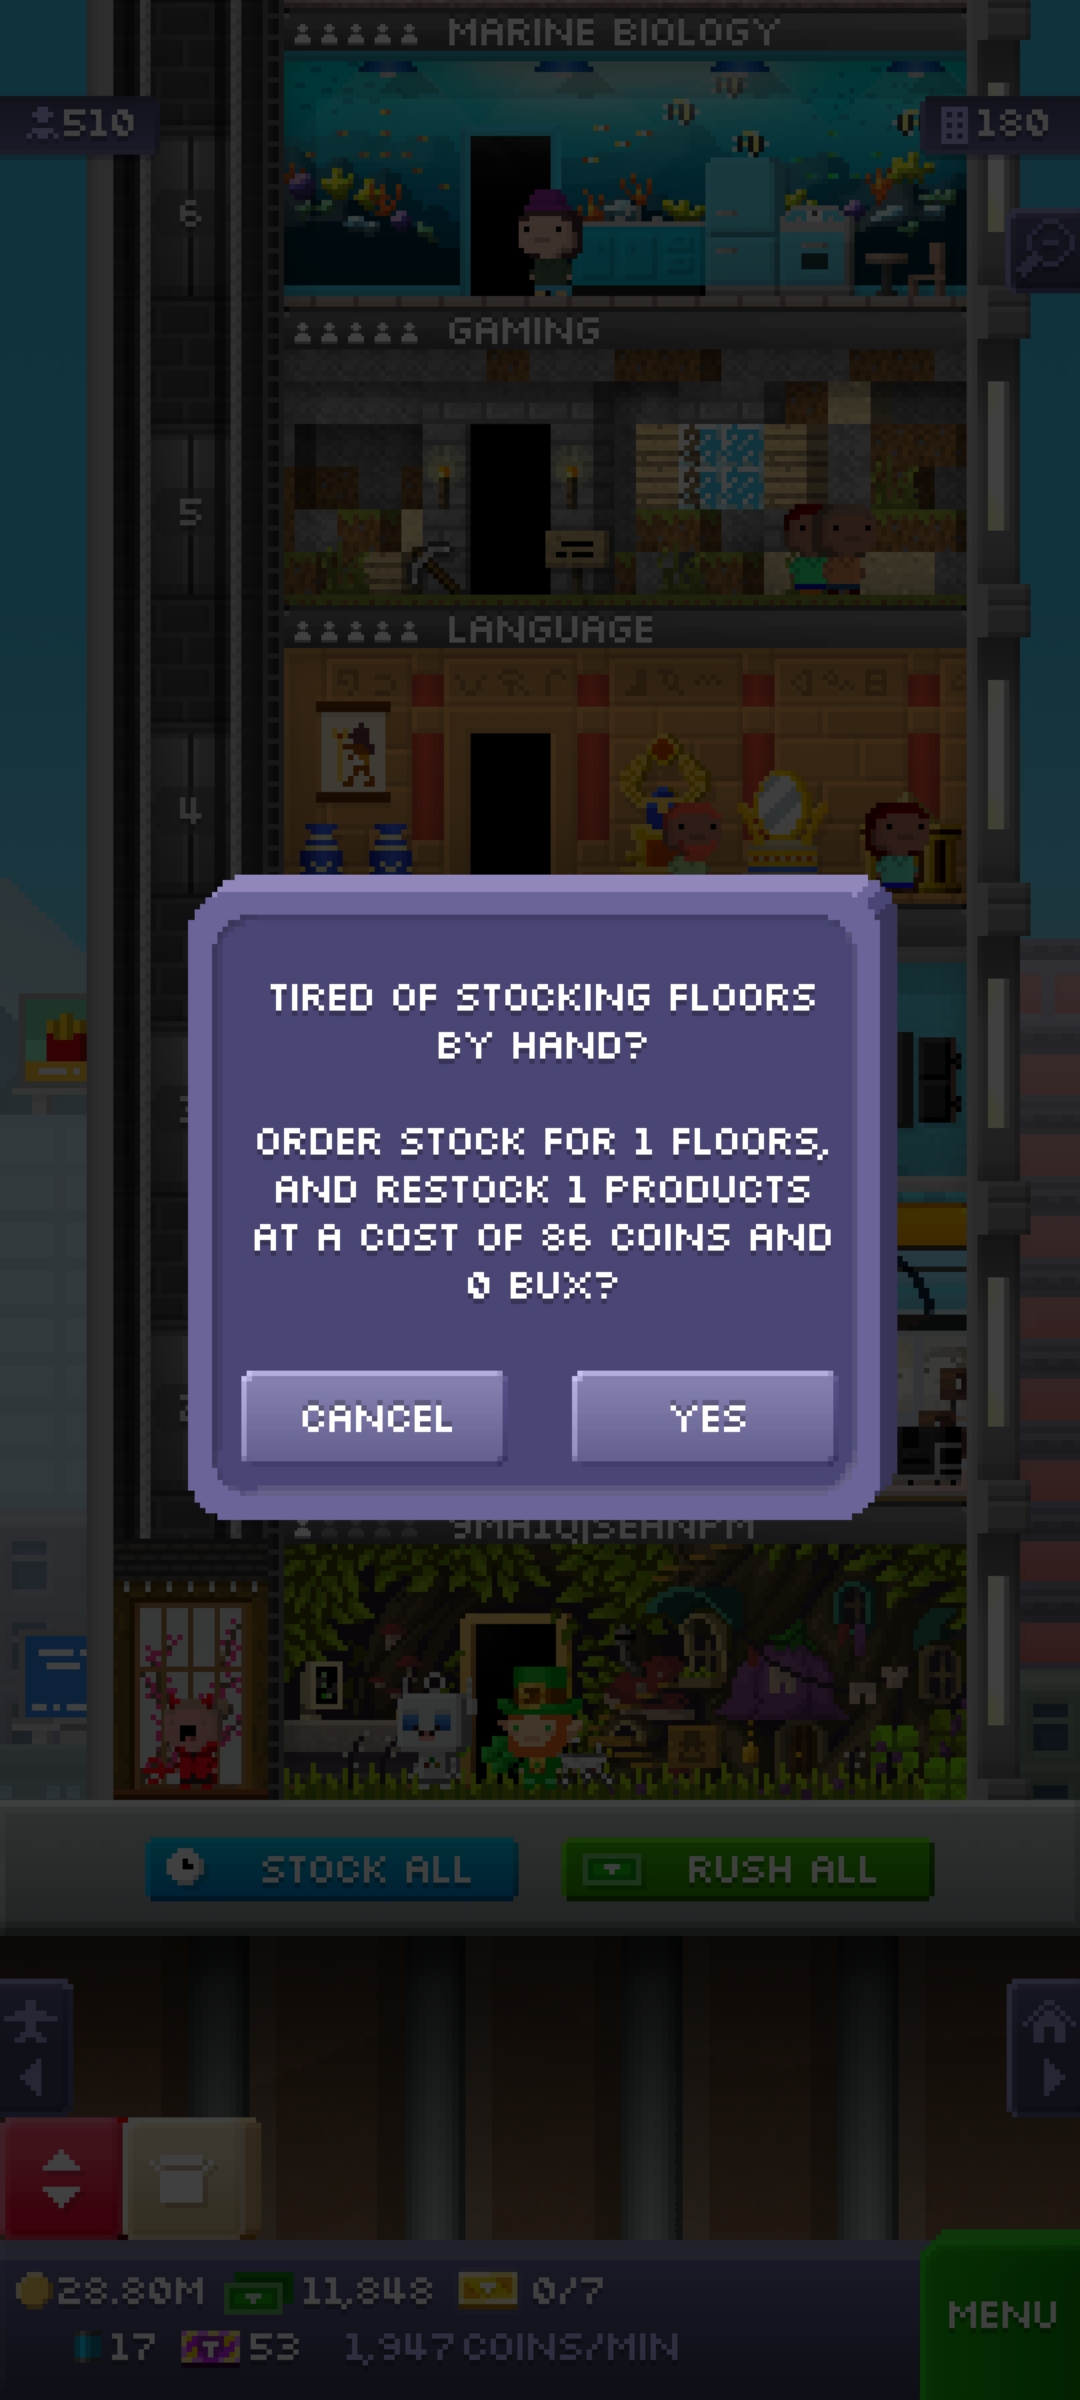 MARINE BIOLOGY
510
180
6
GAMING
5
LANGUAGE
4
TIRED OF STOCKING FLOORS
BY HAND?
ORDER STOCK FOR 1 FLOORS,
AND RESTOCK 1 PRODUCTS
AT A COST OF 86 COINS AND
0 BUX?
CANCEL
YES
STOCK ALL
RUSH ALL
28.80M
11,848
0/7
MENU
17
53
1,947 COINS/MIN